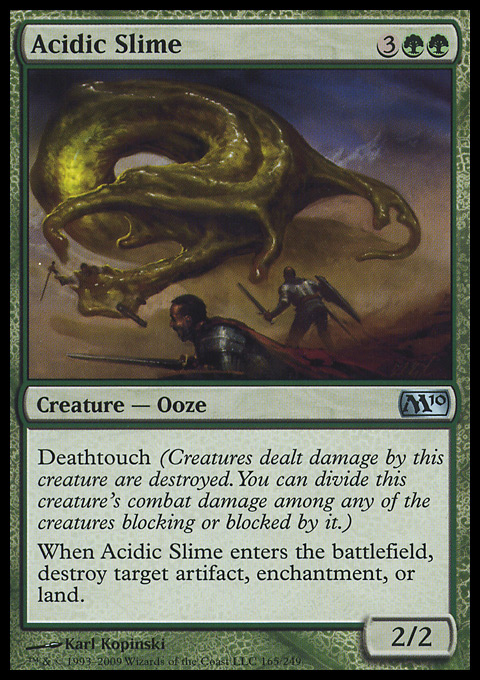 Acidic Slime 3
Creature — Ooze M10
Deathtouch (Creatures dealt damage by this
creature are destroyed. You can divide this
creature's combat damage among any of the
creatures blocking or blocked by it.)
When Acidic Slime enters the battlefield,
destroy target artifact, enchantment, or
land.
Karl Kopinski
™ & © 1993–2009 Wizards of the Coast LLC 165/249
2/2